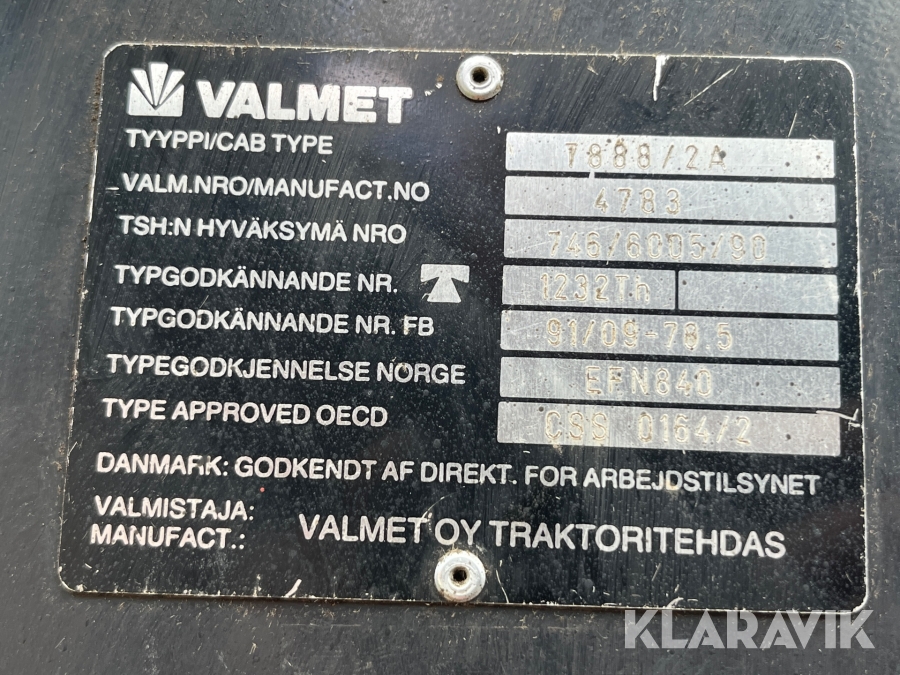 VALMET
TYYPPI/CAB TYPE 7888/2A
VALM.NRO/MANUFACT.NO 4783
TSH:N HYVÄKSYMÄ NRO 746/6005/90
TYPGODKÄNNANDE NR. 1232Th
TYPGODKÄNNANDE NR. FB 91/09-78.5
TYPEGODKJENNELSE NORGE EFN840
TYPE APPROVED OECD CSS 0164/2
DANMARK: GODKENDT AF DIREKT. FOR ARBEJDSTILSYNET
VALMISTAJA:
MANUFACT.: VALMET OY TRAKTORITEHDAS
KLARAVIK